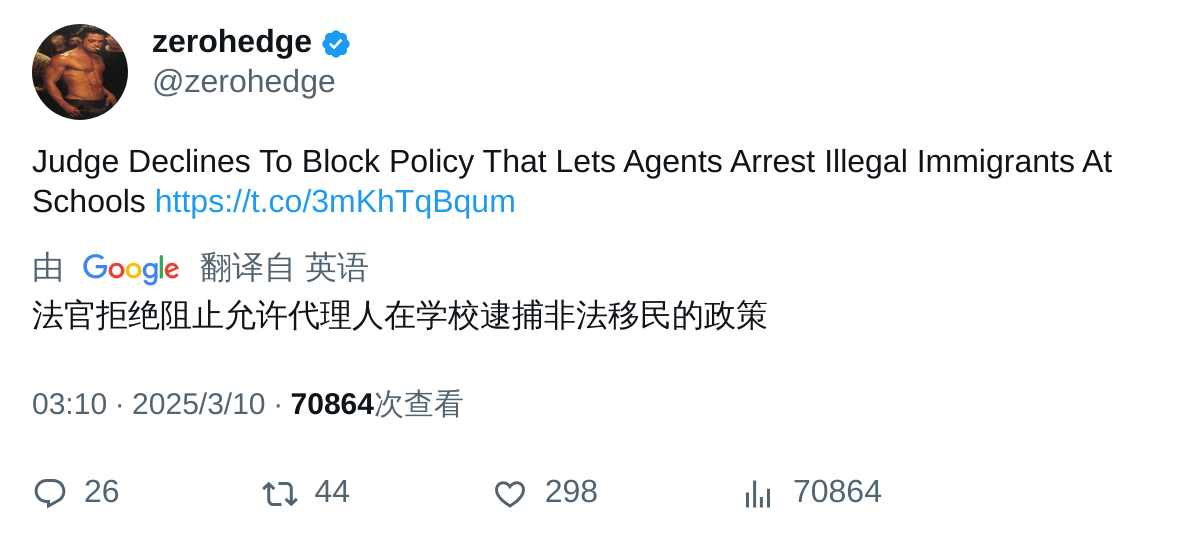 zerohedge
@zerohedge
Judge Declines To Block Policy That Lets Agents Arrest Illegal Immigrants At
Schools https://t.co/3mKhTqBqum
由 Google 翻译自 英语
法官拒绝阻止允许代理人在学校逮捕非法移民的政策
03:10 · 2025/3/10 · 70864次查看
26 44 298 70864